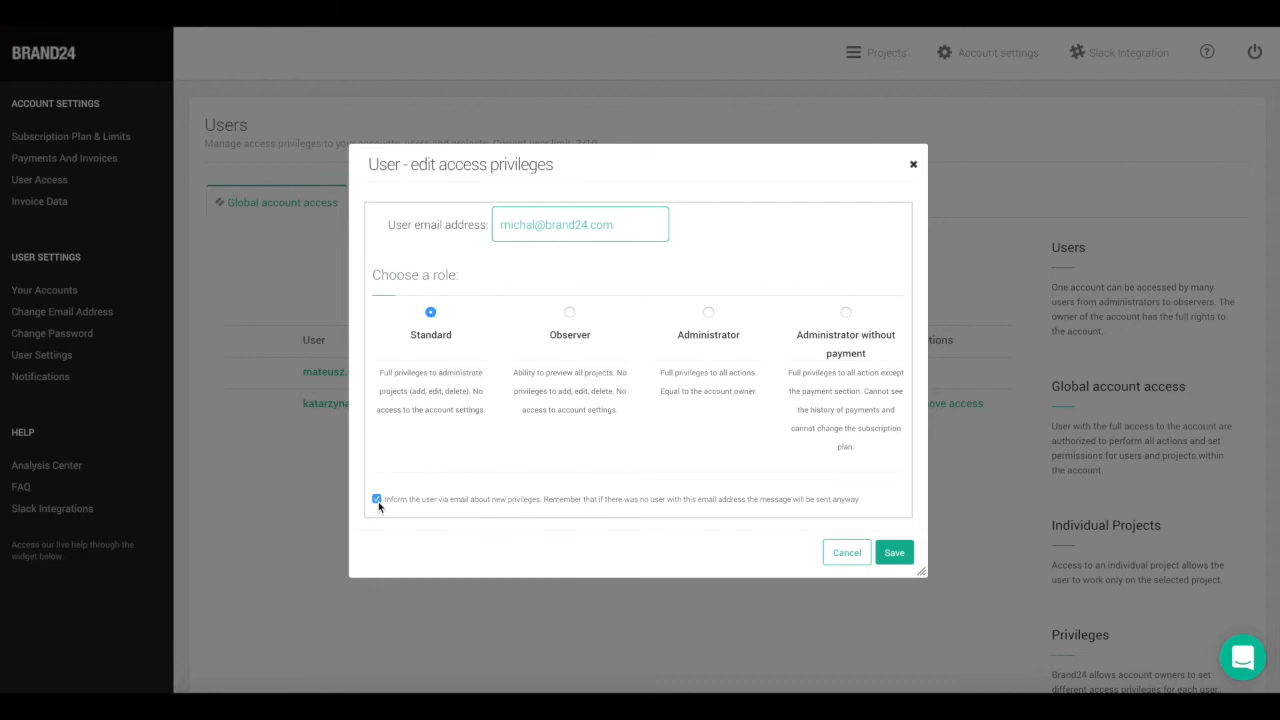 BRAND24
Projects
Account settings
Slack Integration
ACCOUNT SETTINGS
Subscription Plan & Limits
Payments And Invoices
User Access
Invoice Data
USER SETTINGS
Your Accounts
Change Email Address
Change Password
User Settings
Notifications
HELP
Analysis Center
FAQ
Slack Integrations
Access our live help through the
widget below
Users
Manage access privileges to your
Global account access
User
mateusz.
katarzyna
User - edit access privileges
User email address: michal@brand24.com
Choose a role:
Standard
Full privileges to administrate
projects (add, edit, delete). No
access to the account settings.
Observer
Ability to preview all projects. No
privileges to add, edit, delete. No
access to account settings.
Administrator
Full privileges to all actions.
Equal to the account owner.
Administrator without
payment
Full privileges to all action except
the payment section. Cannot see
the history of payments and
cannot change the subscription
plan.
Inform the user via email about new privileges. Remember that if there was no user with this email address the message will be sent anyway
Cancel
Save
access
Users
One account can be accessed by many
users from administrators to observers. The
owner of the account has the full rights to
the account.
Global account access
User with the full access to the account are
authorized to perform all actions and set
permissions for users and projects within
the account.
Individual Projects
Access to an individual project allows the
user to work only on the selected project.
Privileges
Brand24 allows account owners to set
different access privileges for each user.